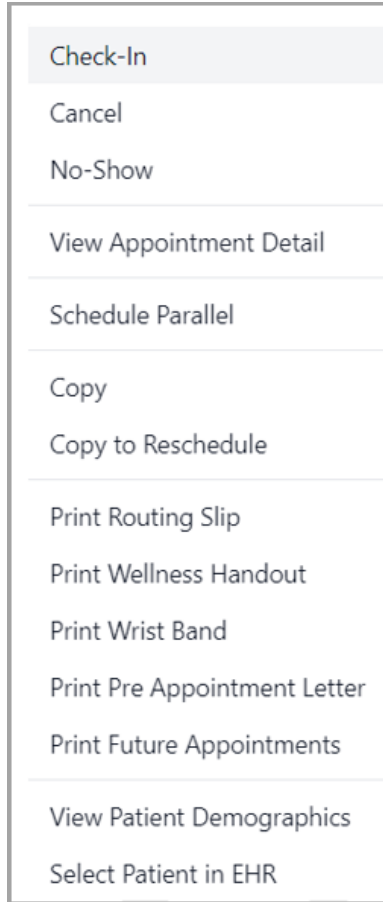 Check-In
Cancel
No-Show
View Appointment Detail
Schedule Parallel
Copy
Copy to Reschedule
Print Routing Slip
Print Wellness Handout
Print Wrist Band
Print Pre Appointment Letter
Print Future Appointments
View Patient Demographics
Select Patient in EHR